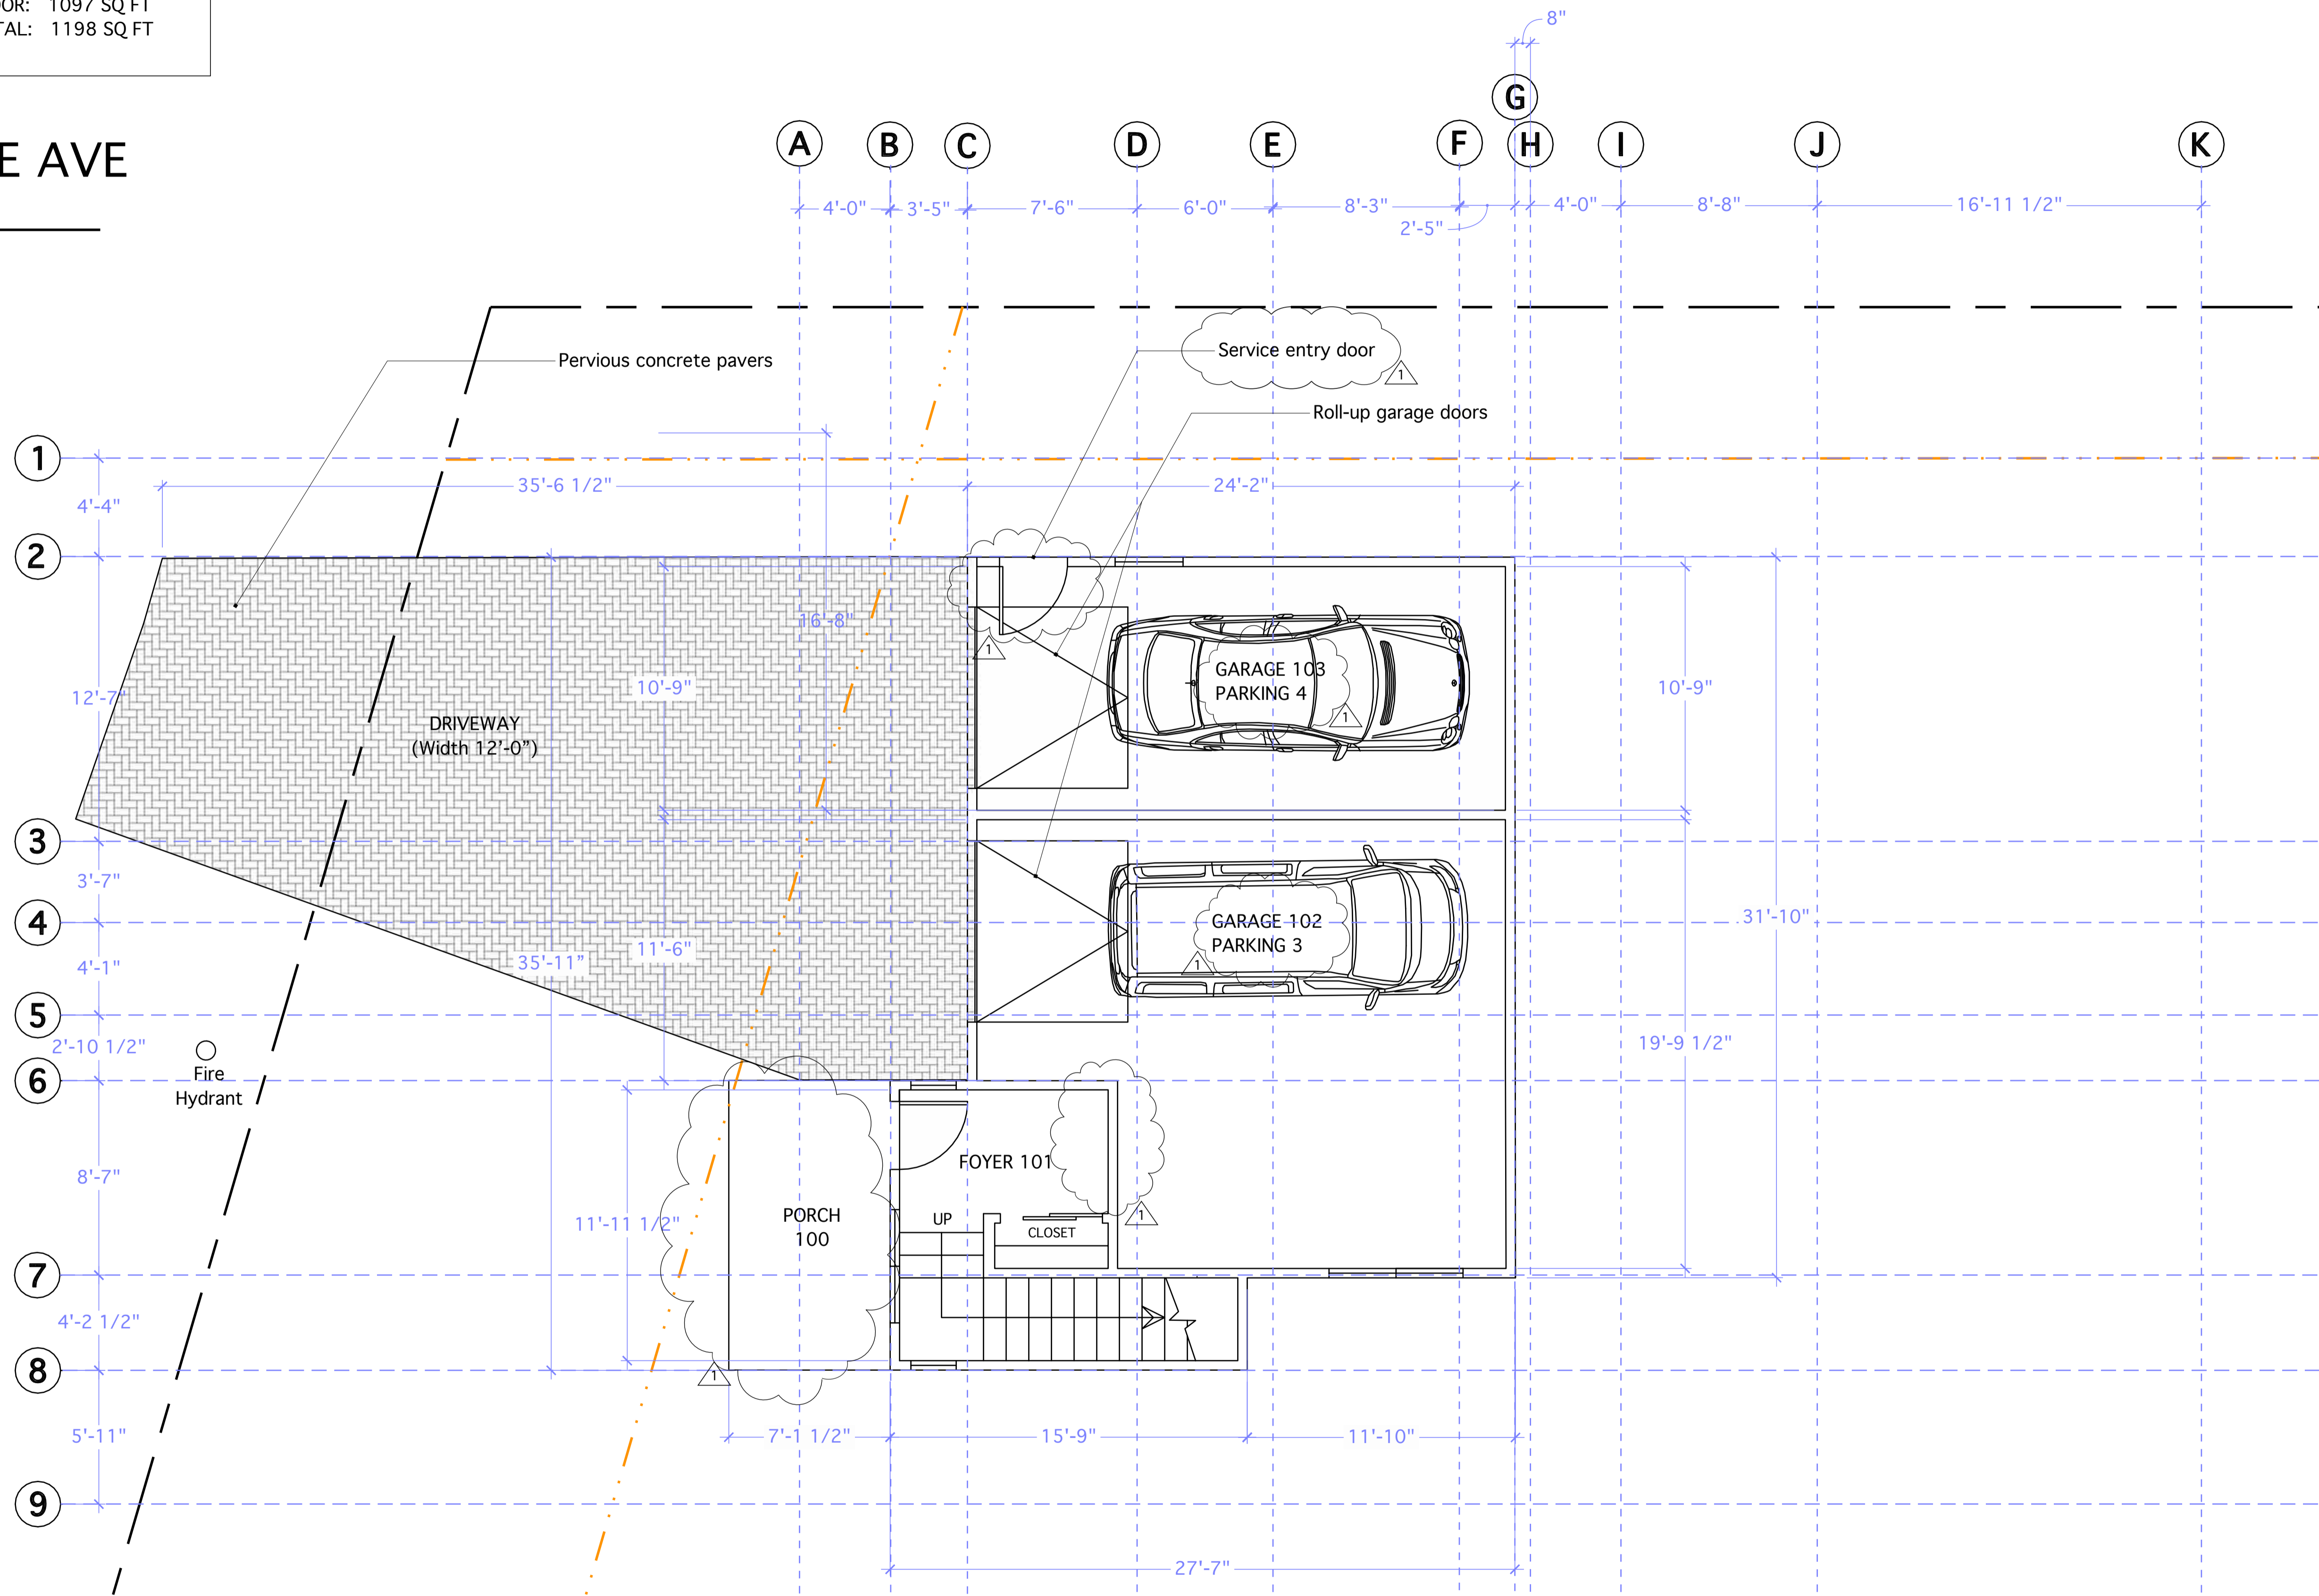 OOR: 1097 SQ FT
TAL: 1198 SQ FT
8"
G
E AVE
A
B
C
D
E
F
H
I
J
K
4'-0"
3'-5"
7'-6"
6'-0"
8'-3"
2'-5"
4'-0"
8'-8"
16'-11 1/2"
Pervious concrete pavers
Service entry door
1
Roll-up garage doors
1
4'-4"
35'-6 1/2"
24'-2"
2
16'-8"
1
12'-7"
10'-9"
GARAGE 103
PARKING 4
1
10'-9"
DRIVEWAY
(Width 12'-0”)
3
3'-7"
4
GARAGE 102
PARKING 3
1
31'-10"
4'-1"
35'-11”
11'-6"
5
2'-10 1/2"
19'-9 1/2"
Fire
Hydrant
6
8'-7"
FOYER 101
11'-11 1/2"
PORCH
100
UP
CLOSET
1
7
4'-2 1/2"
8
1
5'-11"
7'-1 1/2"
15'-9"
11'-10"
9
27'-7"